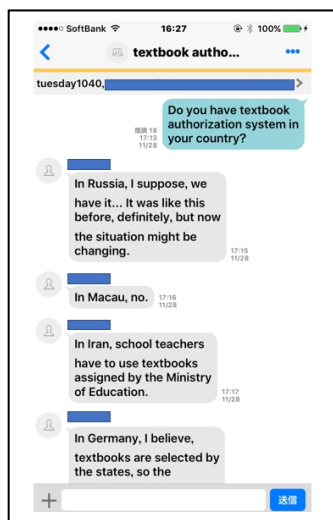 SoftBank 16:27 100%
textbook autho...
tuesday1040,
Do you have textbook
authorization system in
your country?
既読 18
17:13
11/28
In Russia, I suppose, we
have it... It was like this
before, definitely, but now
the situation might be
changing.
17:15
11/28
In Macau, no.
17:16
11/28
In Iran, school teachers
have to use textbooks
assigned by the Ministry
of Education.
17:17
11/28
In Germany, I believe,
textbooks are selected by
the states, so the
送信